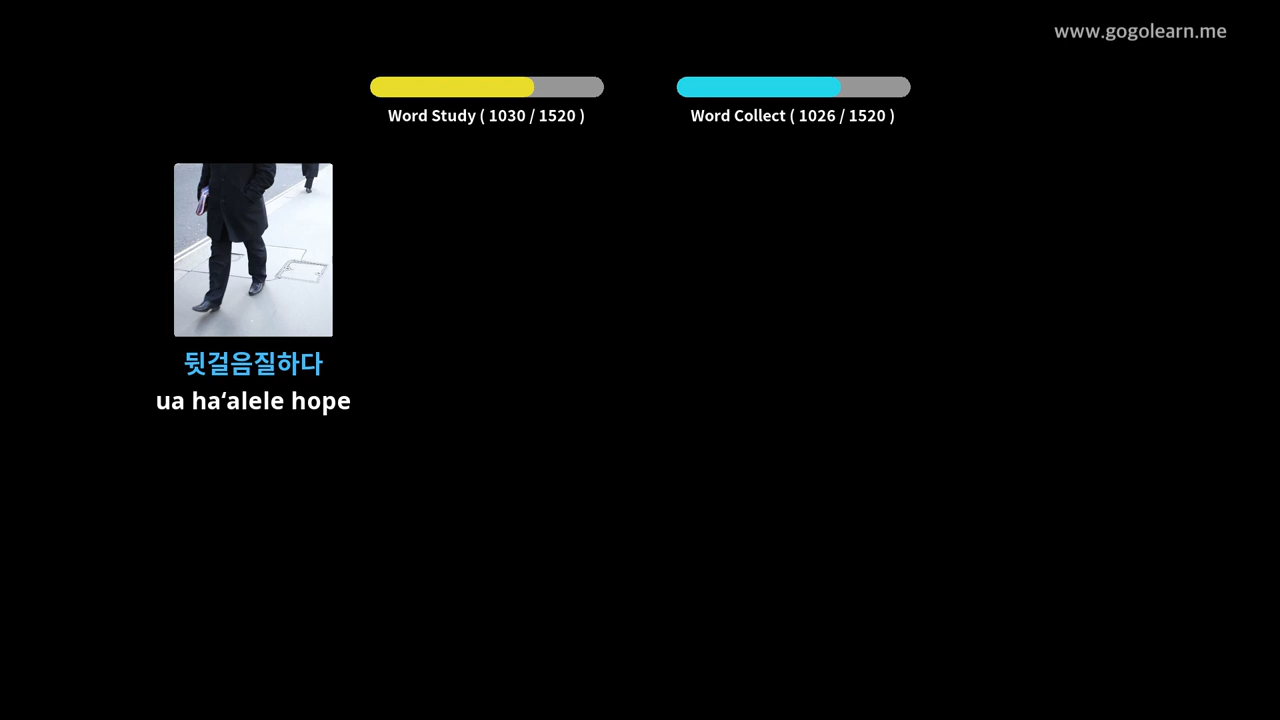 www.gogolearn.me
Word Study ( 1030 / 1520 )
Word Collect ( 1026 / 1520 )
뒷걸음질하다
ua haʻalele hope